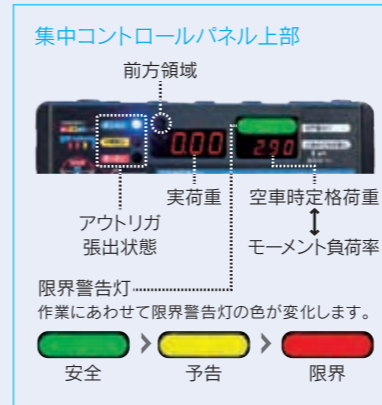 集中コントロールパネル上部
前方領域
0.00
290
実荷重
空車時定格荷重
アウトリガ
張出状態
モーメント負荷率
限界警告灯
作業にあわせて限界警告灯の色が変化します。
安全
予告
限界